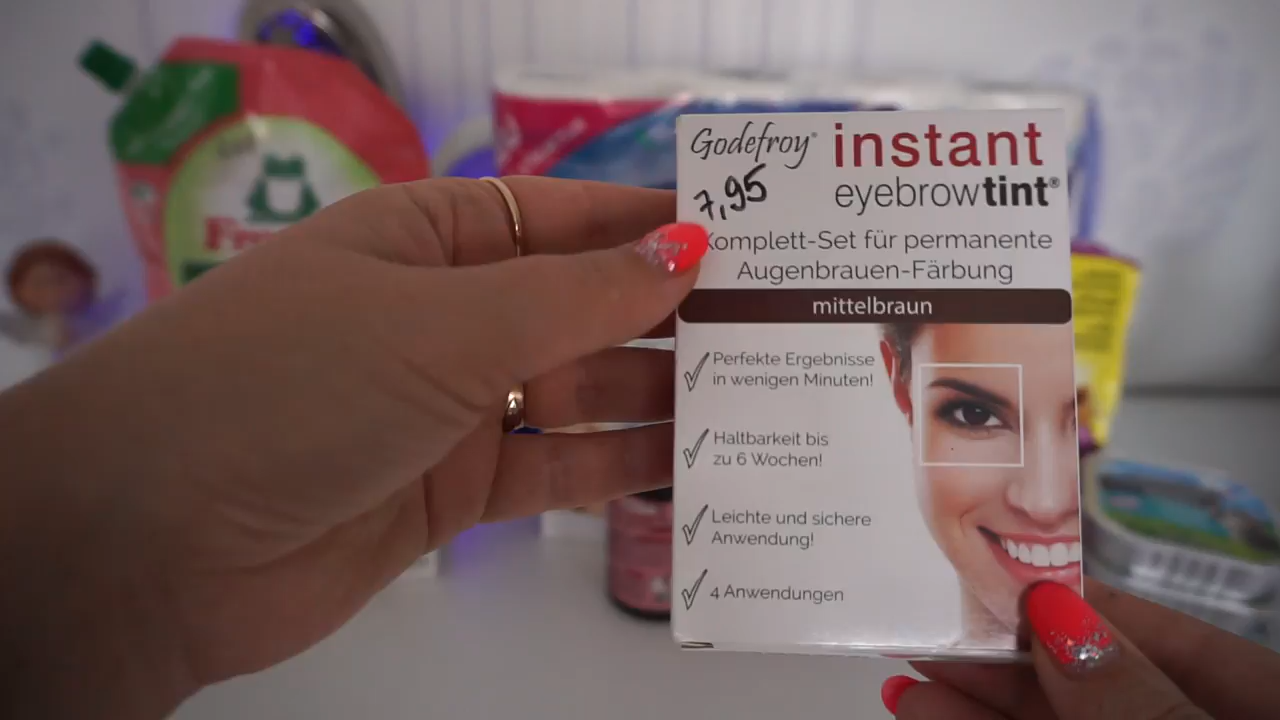 Godefroy®
instant
eyebrowtint®
7,95
Komplett-Set für permanente
Augenbrauen-Färbung
mittelbraun
Perfekte Ergebnisse
in wenigen Minuten!
Haltbarkeit bis
zu 6 Wochen!
Leichte und sichere
Anwendung!
4 Anwendungen